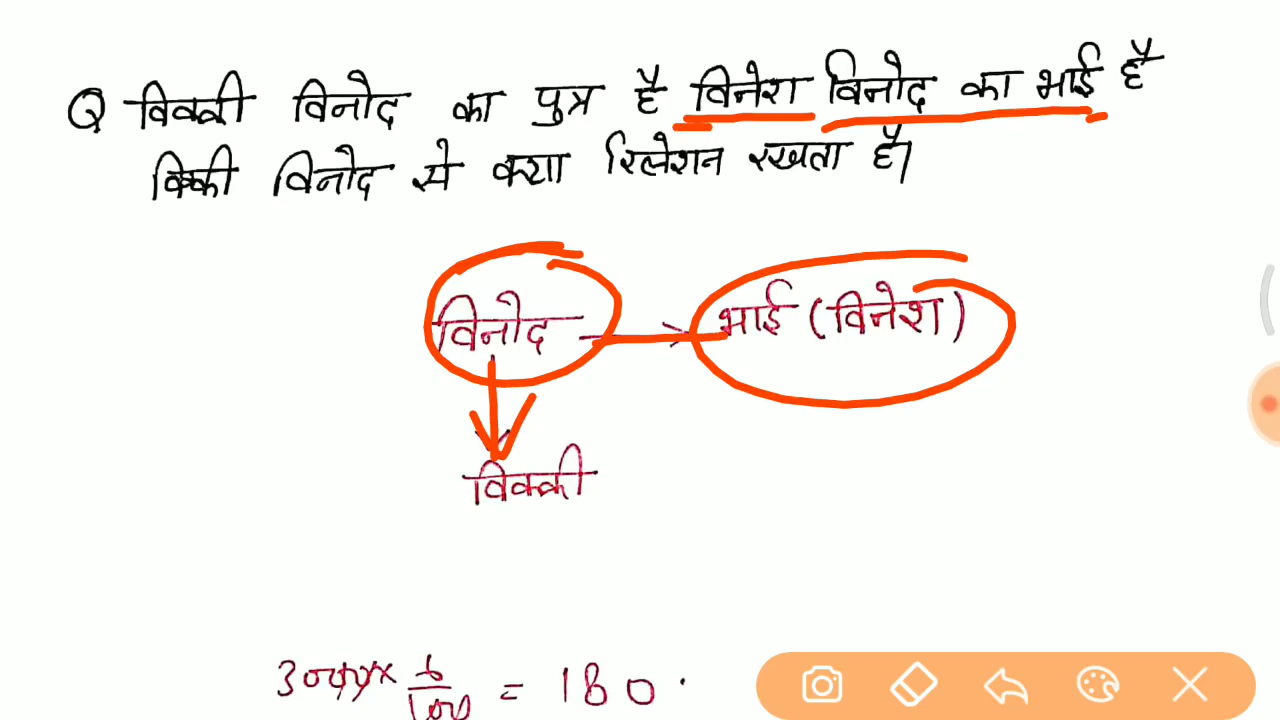 Q विक्की विनोद का पुत्र है विनेश विनोद का भाई है
विक्की विनोद से क्या रिलेशन रखता है।
विनोद → भाई (विनेश)
विक्की
= 180